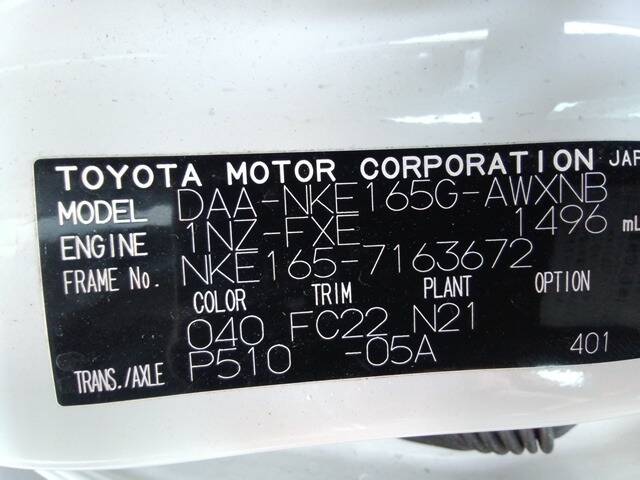 TOYOTA MOTOR CORPORATION JAP
MODEL DAA-NKE165G-AWXNB
ENGINE 1NZ-FXE 1496 mL
FRAME No. NKE165-7163672
COLOR TRIM PLANT OPTION
040 FC22 N21
TRANS./AXLE P510 -05A 401